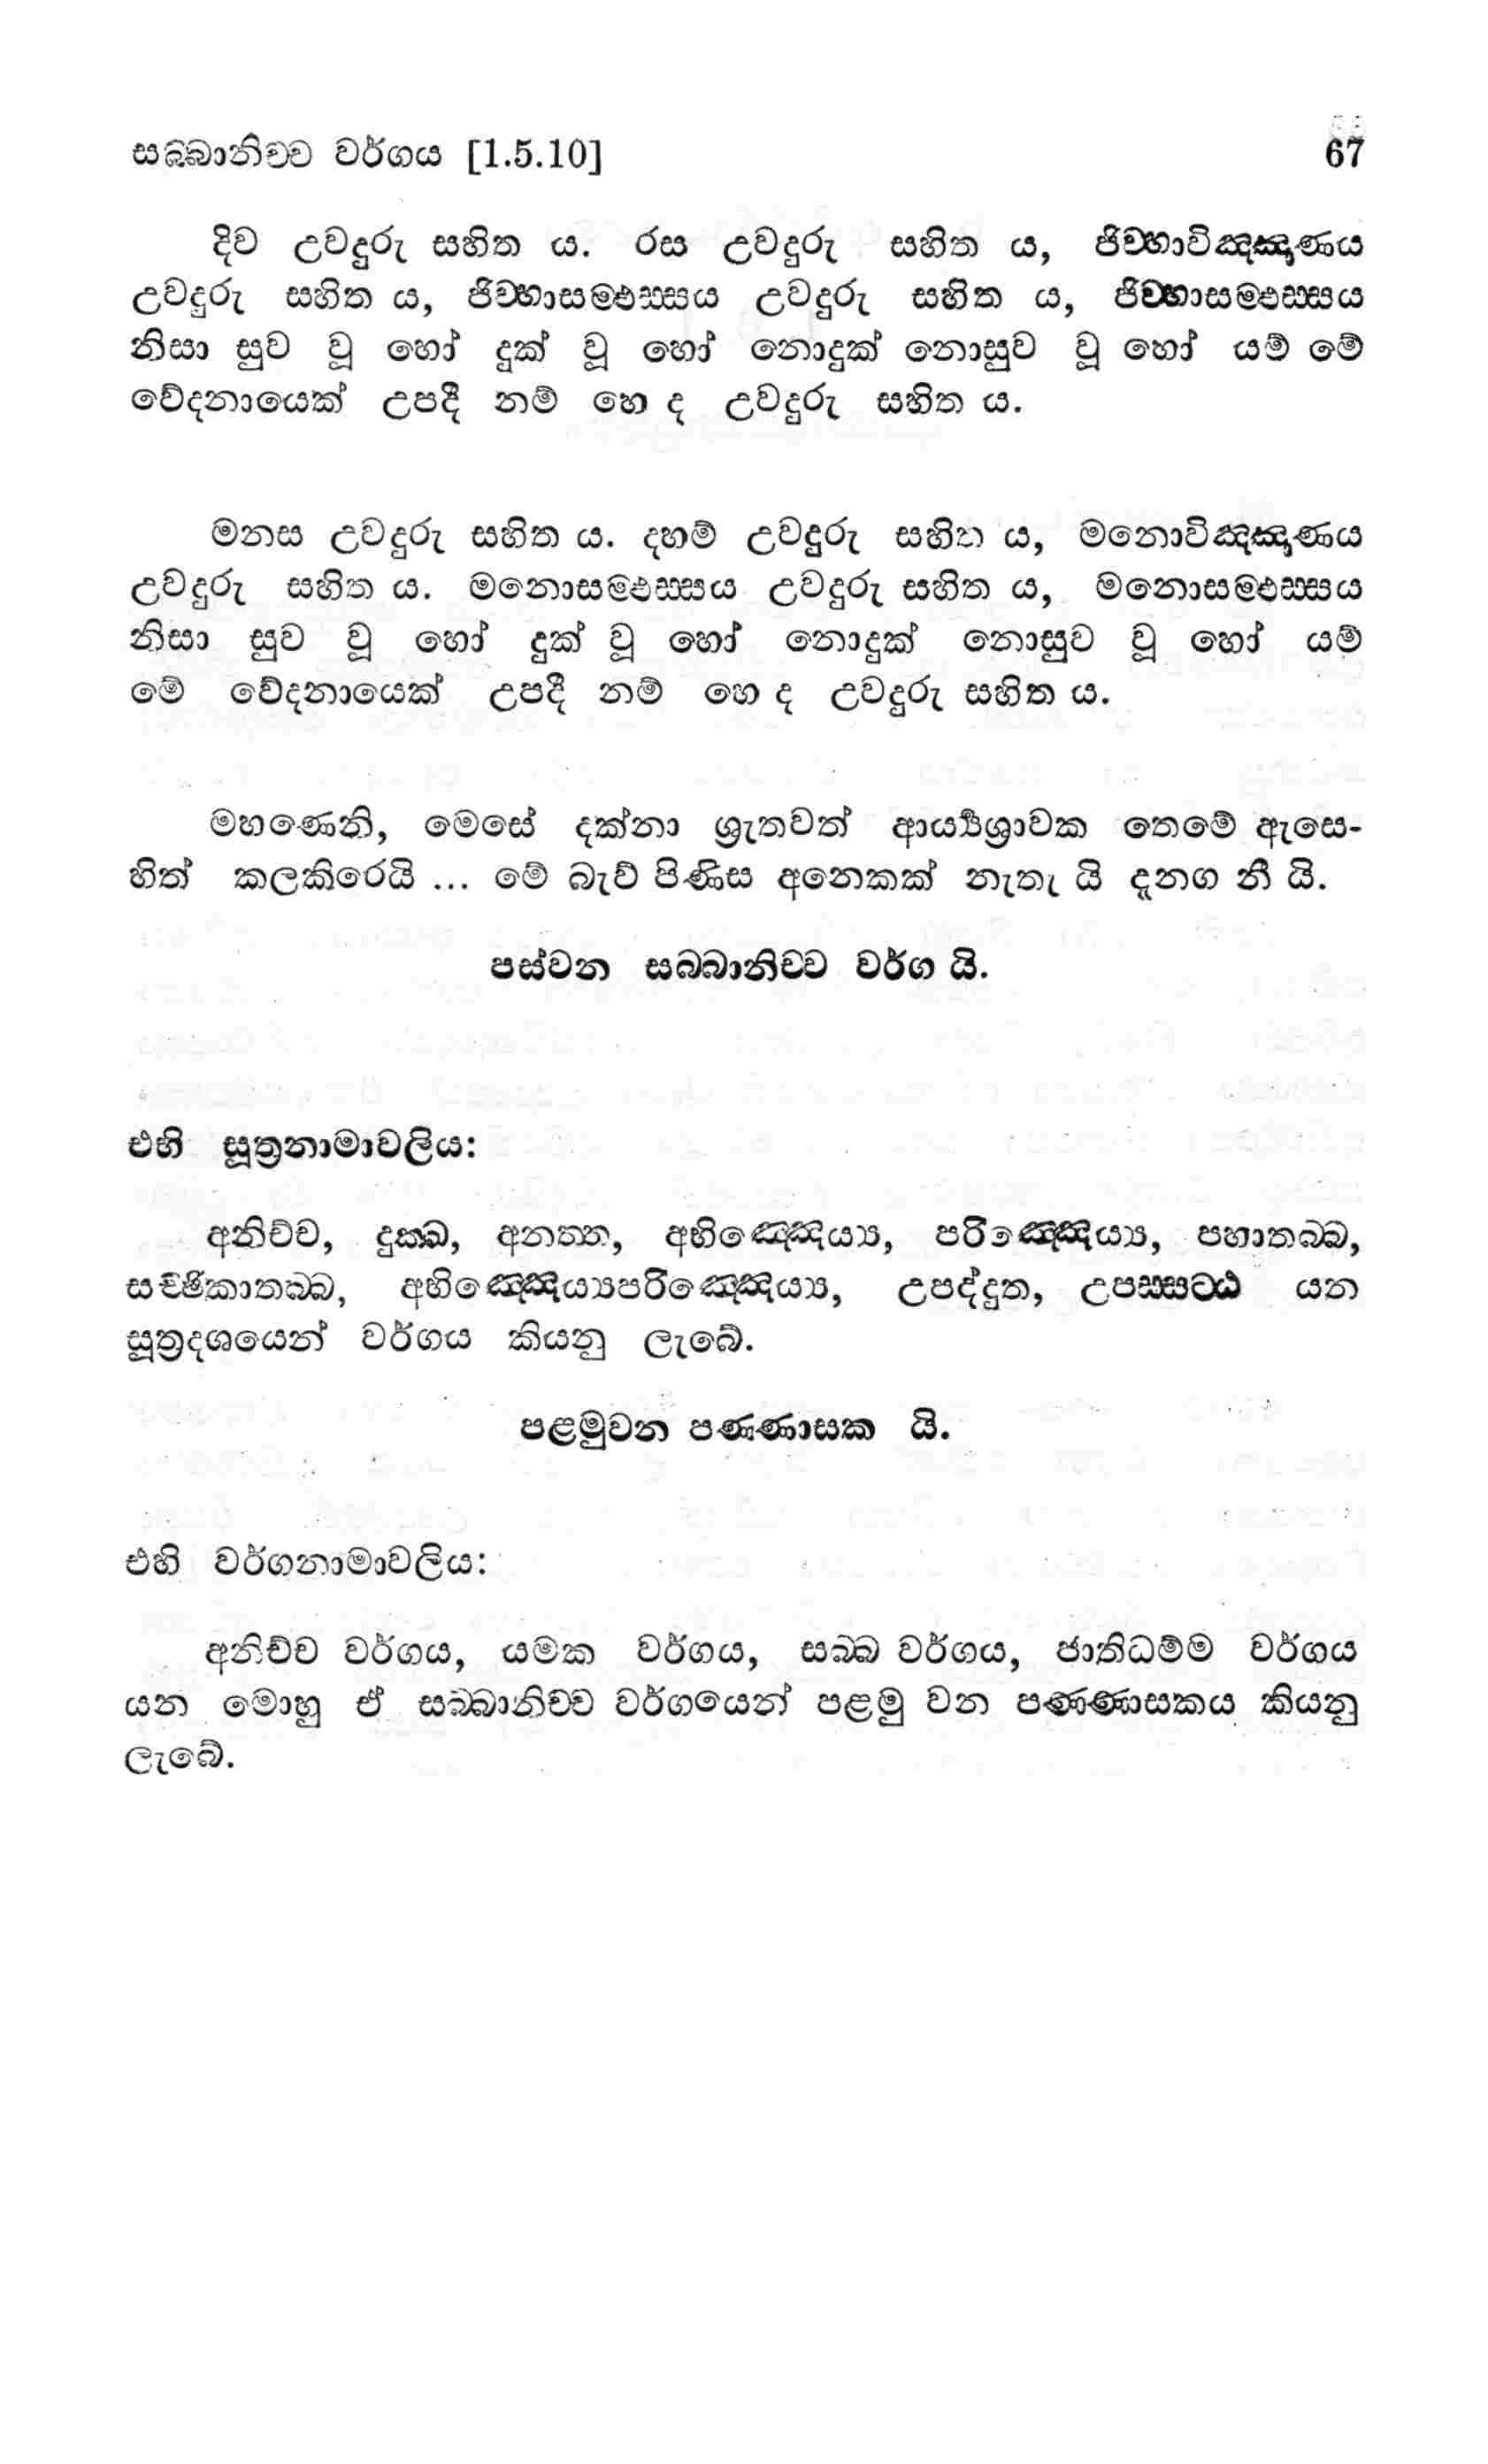 සබ්බානිච්ච වර්ගය [1.5.10] 67
දිව උවදුරු සහිත ය. රස උවදුරු සහිත ය, ජිව්හාවිඤ්ඤාණය
උවදුරු සහිත ය, ජිව්හාසම්ඵස්සය උවදුරු සහිත ය, ජිව්හාසම්ඵස්සය
නිසා සුව වූ හෝ දුක් වූ හෝ නොදුක් නොසුව වූ හෝ යම් මේ
වේදනායෙක් උපදී නම් හෙ ද උවදුරු සහිත ය.
මනස උවදුරු සහිත ය. දහම් උවදුරු සහිත ය, මනොවිඤ්ඤාණය
උවදුරු සහිත ය. මනොසම්ඵස්සය උවදුරු සහිත ය, මනොසම්ඵස්සය
නිසා සුව වූ හෝ දුක් වූ හෝ නොදුක් නොසුව වූ හෝ යම්
මේ වේදනායෙක් උපදී නම් හෙ ද උවදුරු සහිත ය.
මහණෙනි, මෙසේ දක්නා ශ්‍රැතවත් ආර්‍ය්‍යශ්‍රාවක තෙමේ ඇසෙ-
හිත් කලකිරෙයි ... මේ බැව් පිණිස අනෙකක් නැතැ යි දැනග නී යි.
පස්වන සබ්බානිච්ච වර්ග යි.
එහි සූත්‍රනාමාවලිය:
අනිච්ච, දුක්ඛ, අනත්ත, අභිඤ්ඤෙය්‍ය, පරිඤ්ඤෙය්‍ය, පහාතබ්බ,
සච්ඡිකාතබ්බ, අභිඤ්ඤෙය්‍යපරිඤ්ඤෙය්‍ය, උපද්දුත, උපස්සට්ඨ යන
සූත්‍රදශයෙන් වර්ගය කියනු ලැබේ.
පළමුවන පණ්ණාසක යි.
එහි වර්ගනාමාවලිය:
අනිච්ච වර්ගය, යමක වර්ගය, සබ්බ වර්ගය, ජාතිධම්ම වර්ගය
යන මොහු ඒ සබ්බානිච්ච වර්ගයෙන් පළමු වන පණ්ණාසකය කියනු
ලැබේ.